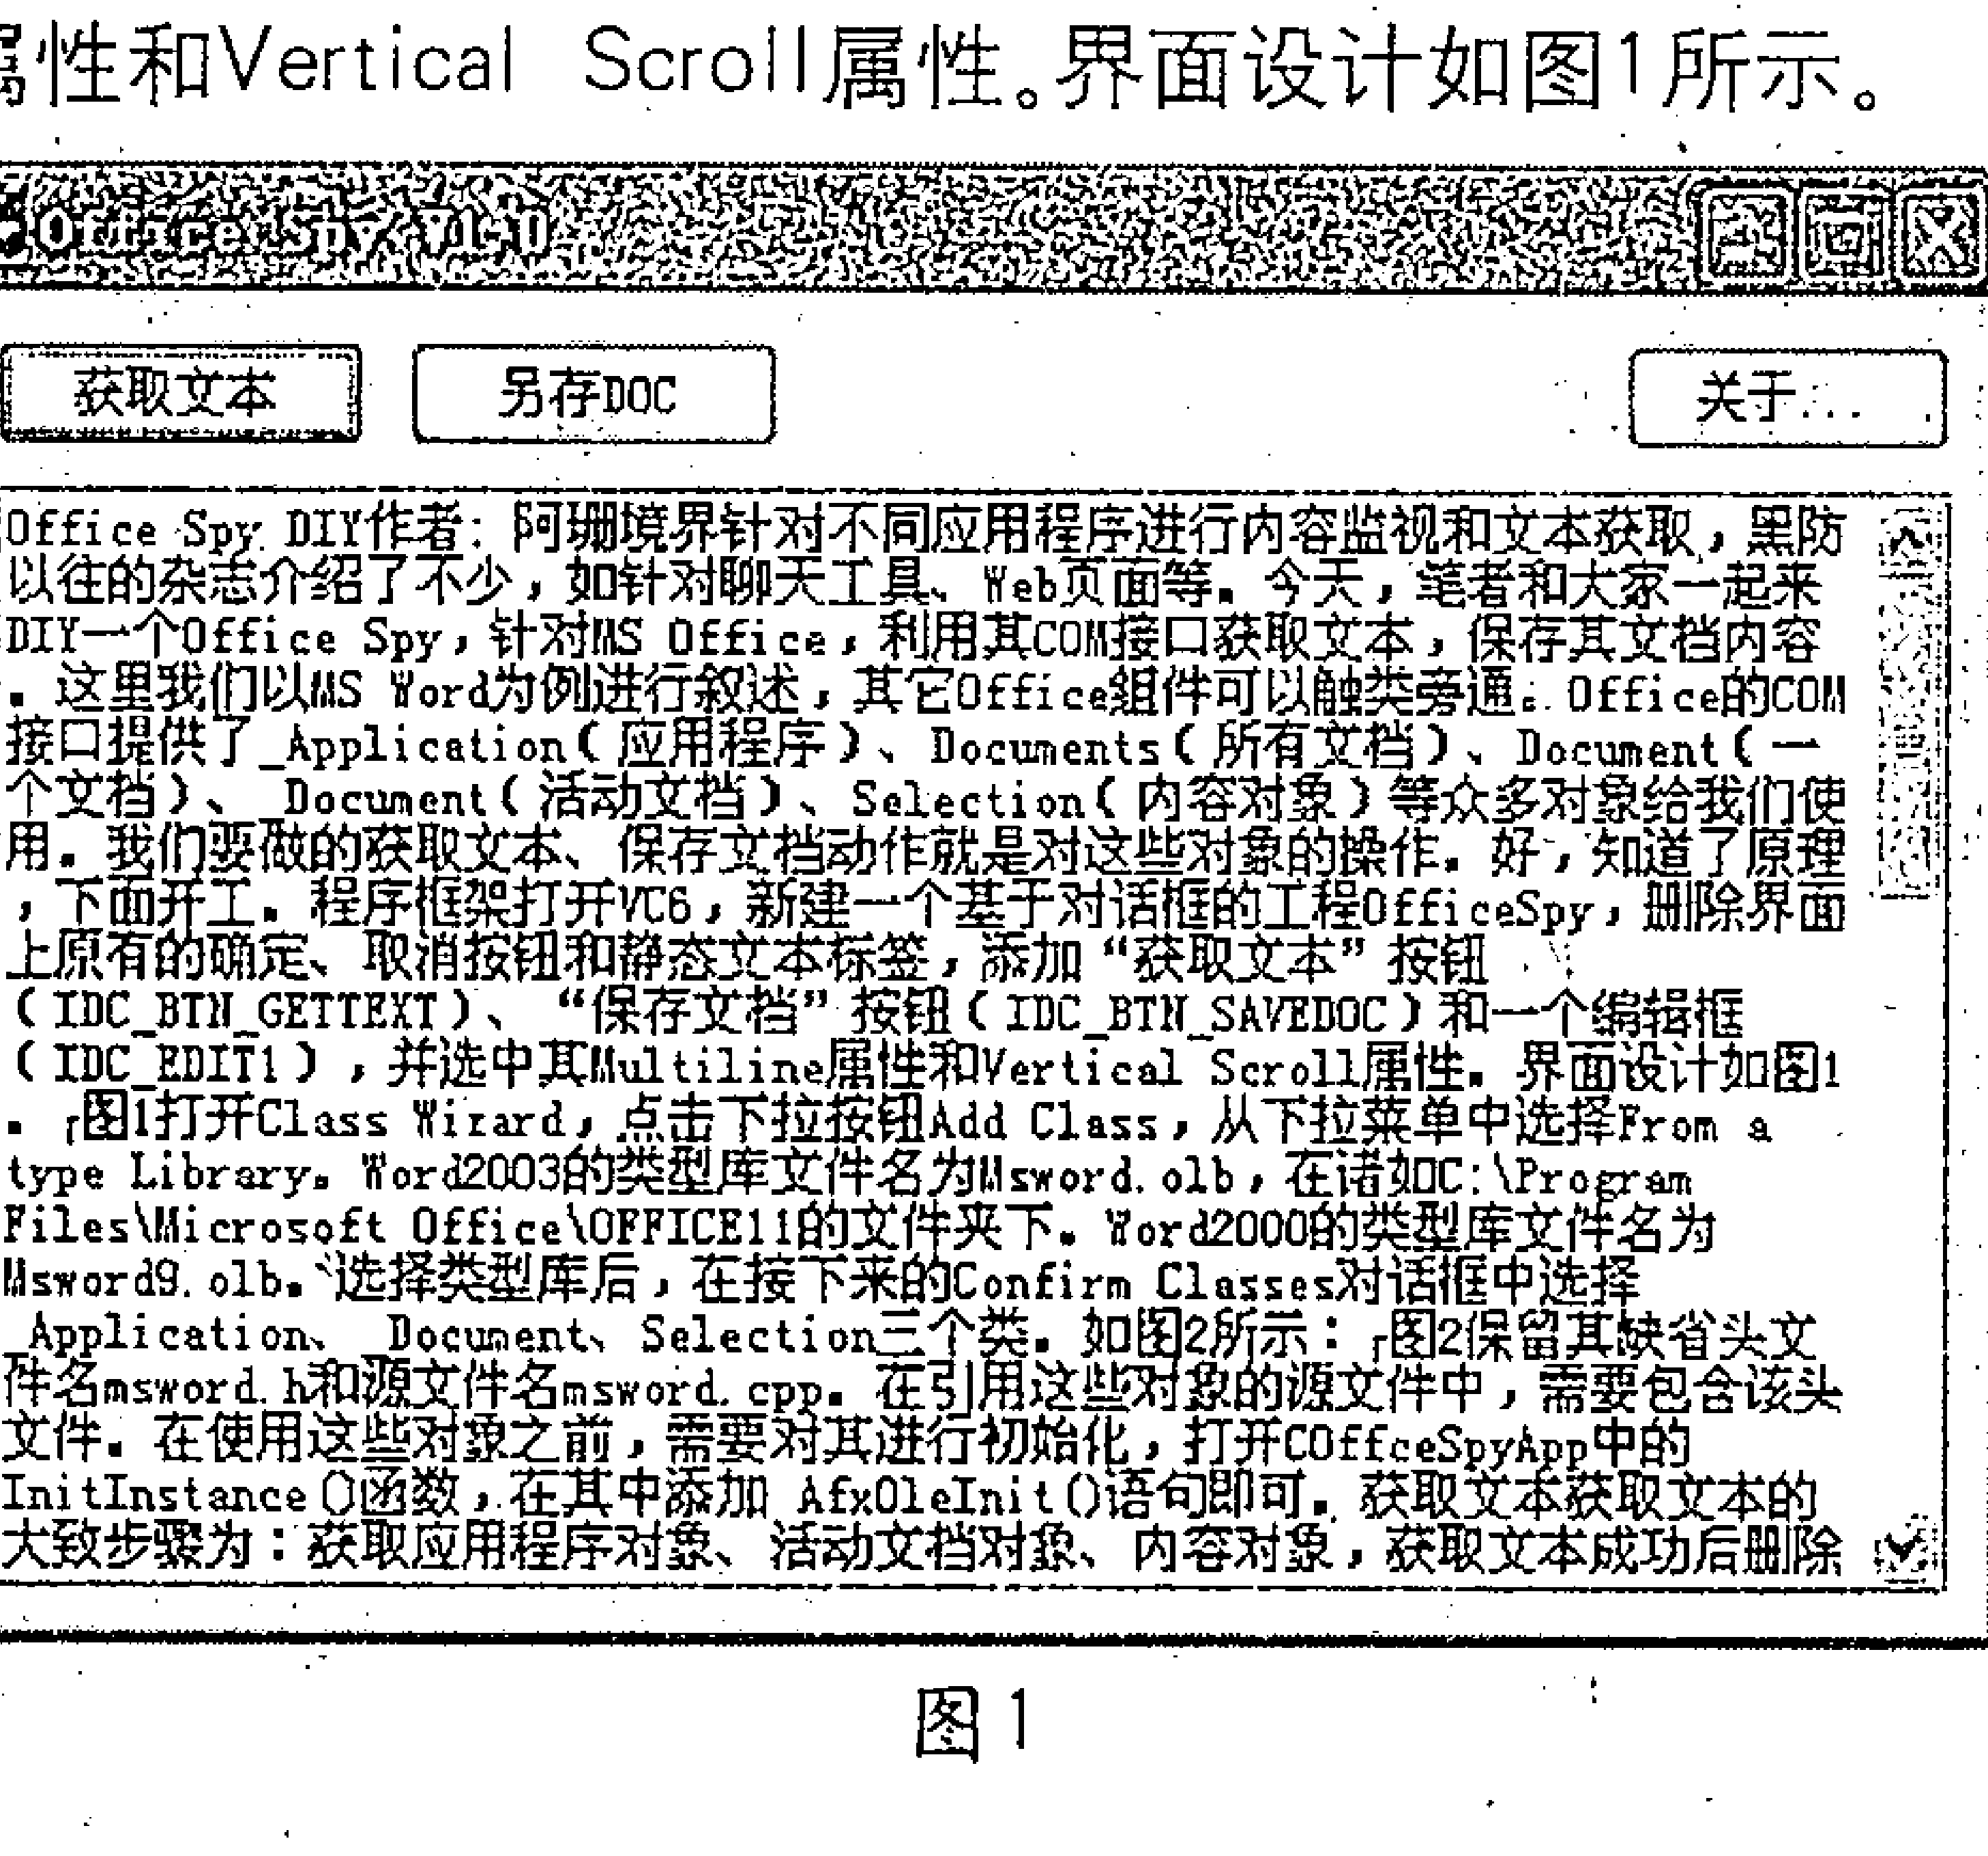 属性和Vertical Scroll属性。界面设计如图1所示。
Office Spy V1.0
获取文本
另存DOC
关于...
Office Spy DIY作者：阿珊境界针对不同应用程序进行内容监视和文本获取，黑防
以往的杂志介绍了不少，如针对聊天工具、Web页面等。今天，笔者和大家一起来
DIY一个Office Spy，针对MS Office，利用其COM接口获取文本，保存其文档内容
。这里我们以MS Word为例进行叙述，其它Office组件可以触类旁通。Office的COM
接口提供了_Application（应用程序）、Documents（所有文档）、Document（一
个文档）、_Document（活动文档）、Selection（内容对象）等众多对象给我们使
用。我们要做的获取文本、保存文档动作就是对这些对象的操作。好，知道了原理
，下面开工。程序框架打开VC6，新建一个基于对话框的工程OfficeSpy，删除界面
上原有的确定、取消按钮和静态文本标签，添加“获取文本”按钮
（IDC_BTN_GETTEXT）、“保存文档”按钮（IDC_BTN_SAVEDOC）和一个编辑框
（IDC_EDIT1），并选中其Multiline属性和Vertical Scroll属性。界面设计如图1
。┌图1打开Class Wizard，点击下拉按钮Add Class，从下拉菜单中选择From a
type Library。Word2003的类型库文件名为Msword.olb，在诸如C:\Program
Files\Microsoft Office\OFFICE11的文件夹下。Word2000的类型库文件名为
Msword9.olb。选择类型库后，在接下来的Confirm Classes对话框中选择
_Application、_Document、Selection三个类。如图2所示：┌图2保留其缺省头文
件名msword.h和源文件名msword.cpp。在引用这些对象的源文件中，需要包含该头
文件。在使用这些对象之前，需要对其进行初始化，打开COffceSpyApp中的
InitInstance()函数，在其中添加 AfxOleInit()语句即可。获取文本获取文本的
大致步骤为：获取应用程序对象、活动文档对象、内容对象，获取文本成功后删除
图1